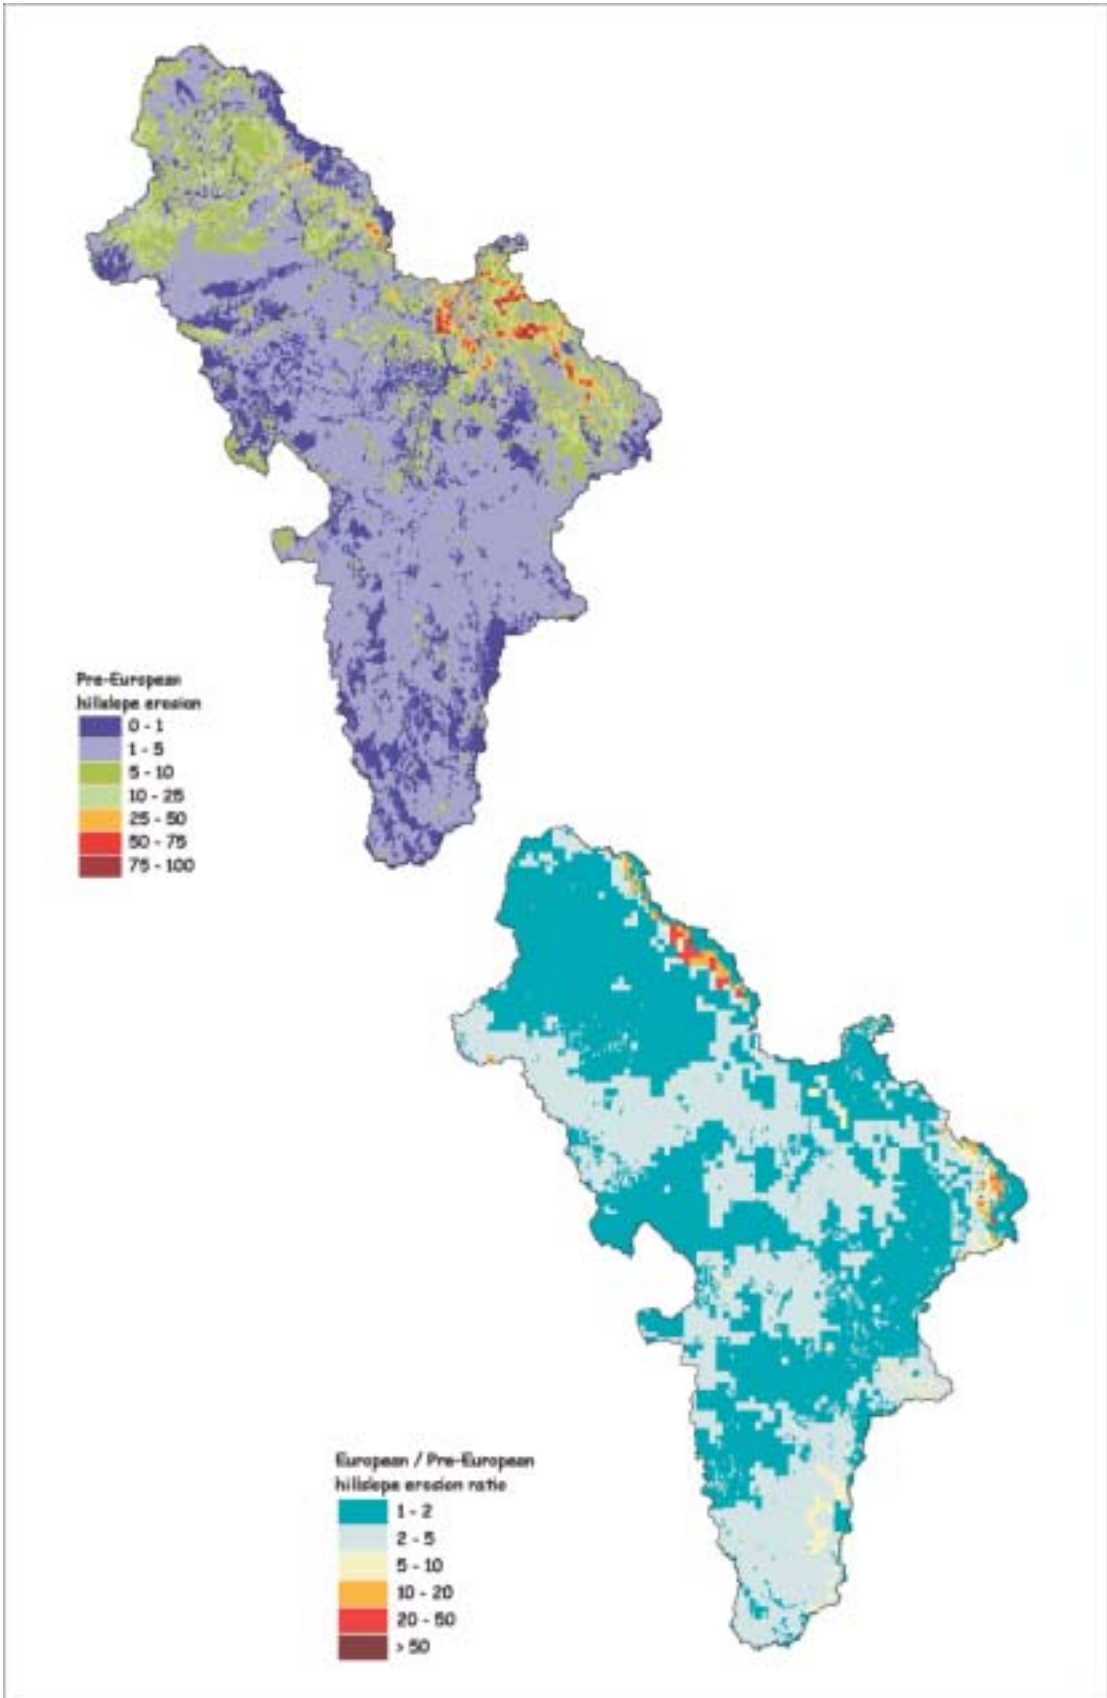 Pre-European
hillslope erosion
0 - 1
1 - 5
5 - 10
10 - 25
25 - 50
50 - 75
75 - 100
European / Pre-European
hillslope erosion ratio
1 - 2
2 - 5
5 - 10
10 - 20
20 - 50
> 50